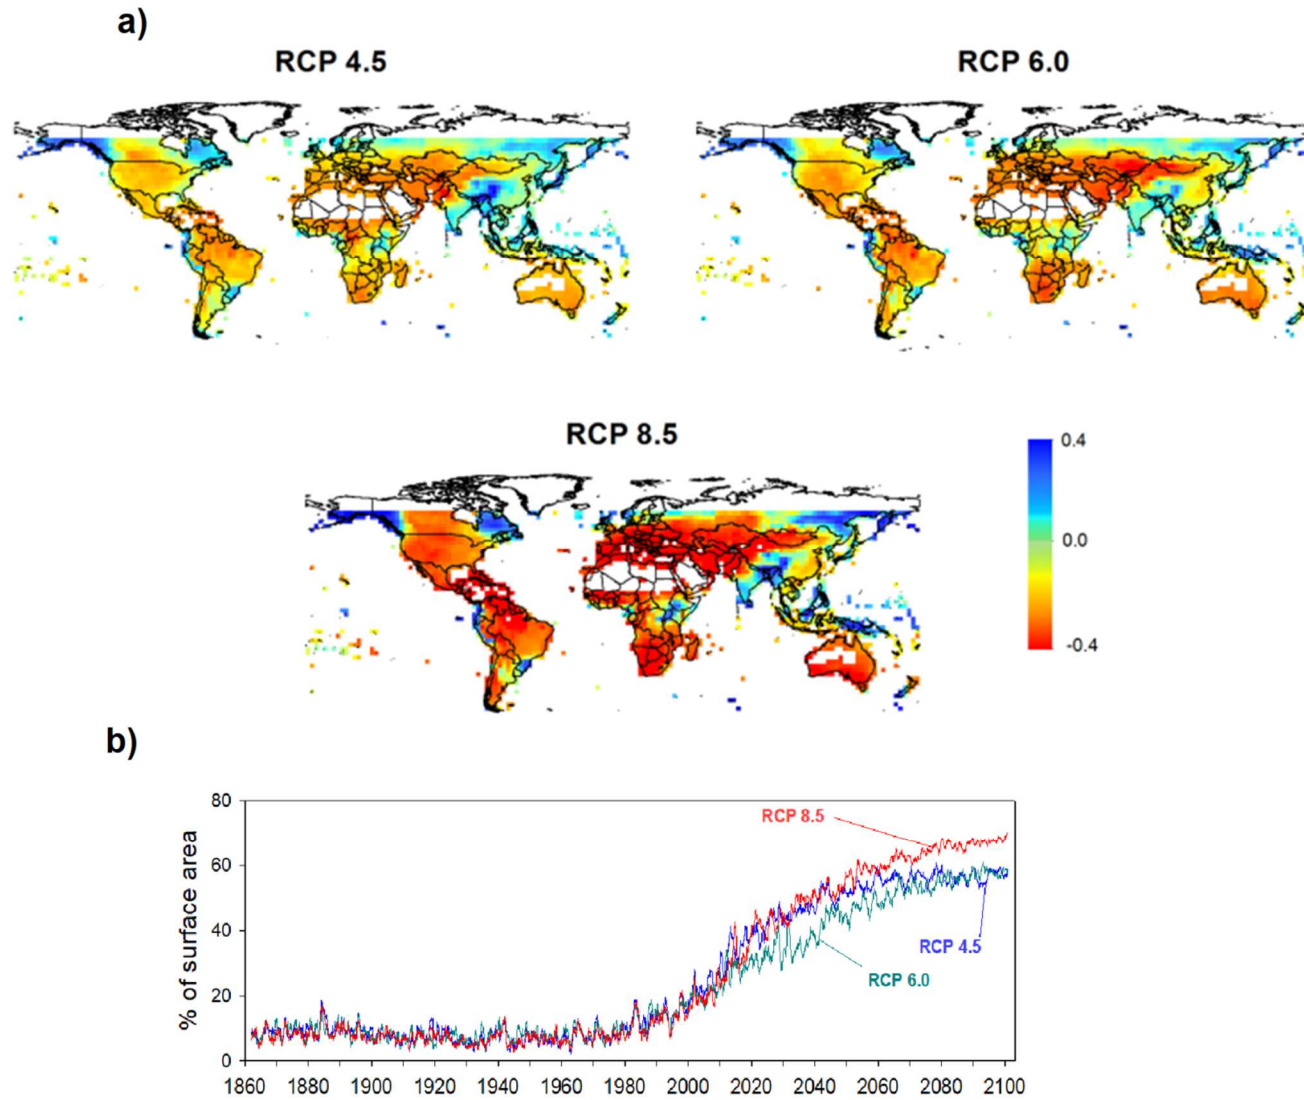 a)
RCP 4.5
RCP 6.0
RCP 8.5
0.4
0.0
-0.4
b)
% of surface area
80
60
40
20
0
RCP 8.5
RCP 4.5
RCP 6.0
1860 1880 1900 1920 1940 1960 1980 2000 2020 2040 2060 2080 2100